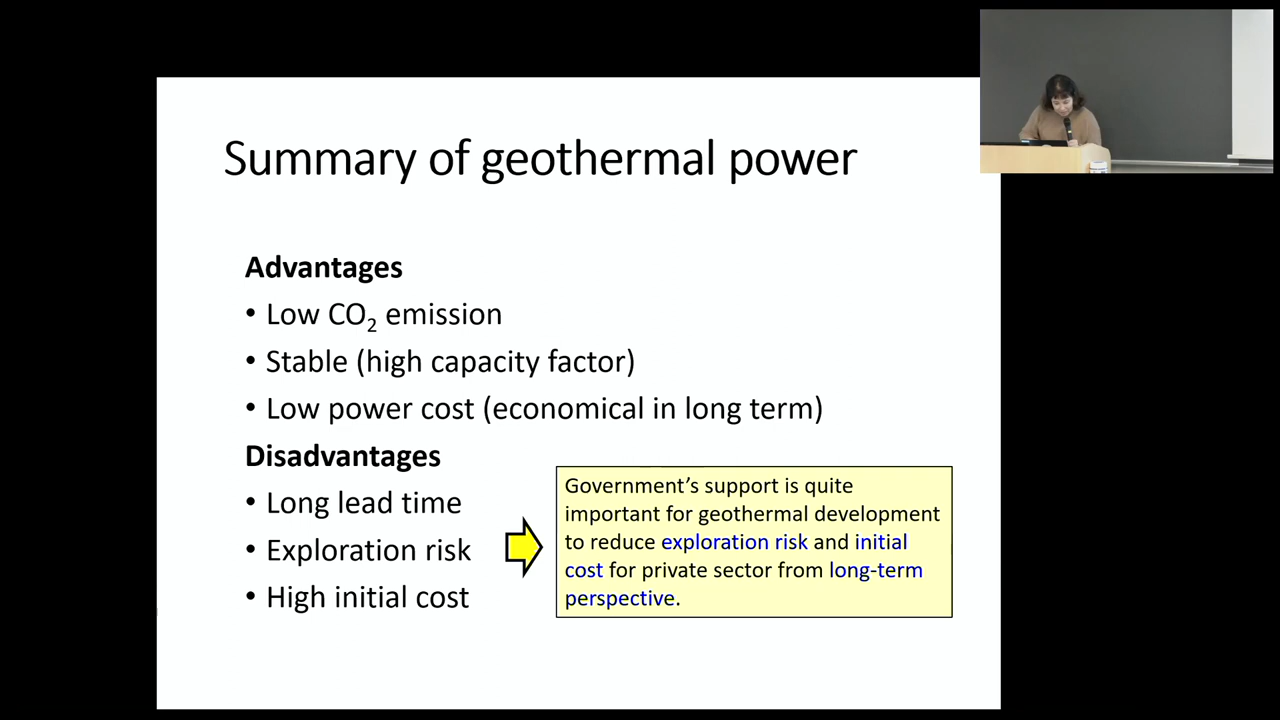 Summary of geothermal power
Advantages
• Low CO₂ emission
• Stable (high capacity factor)
• Low power cost (economical in long term)
Disadvantages
• Long lead time
• Exploration risk
• High initial cost
Government’s support is quite
important for geothermal development
to reduce exploration risk and initial
cost for private sector from long-term
perspective.